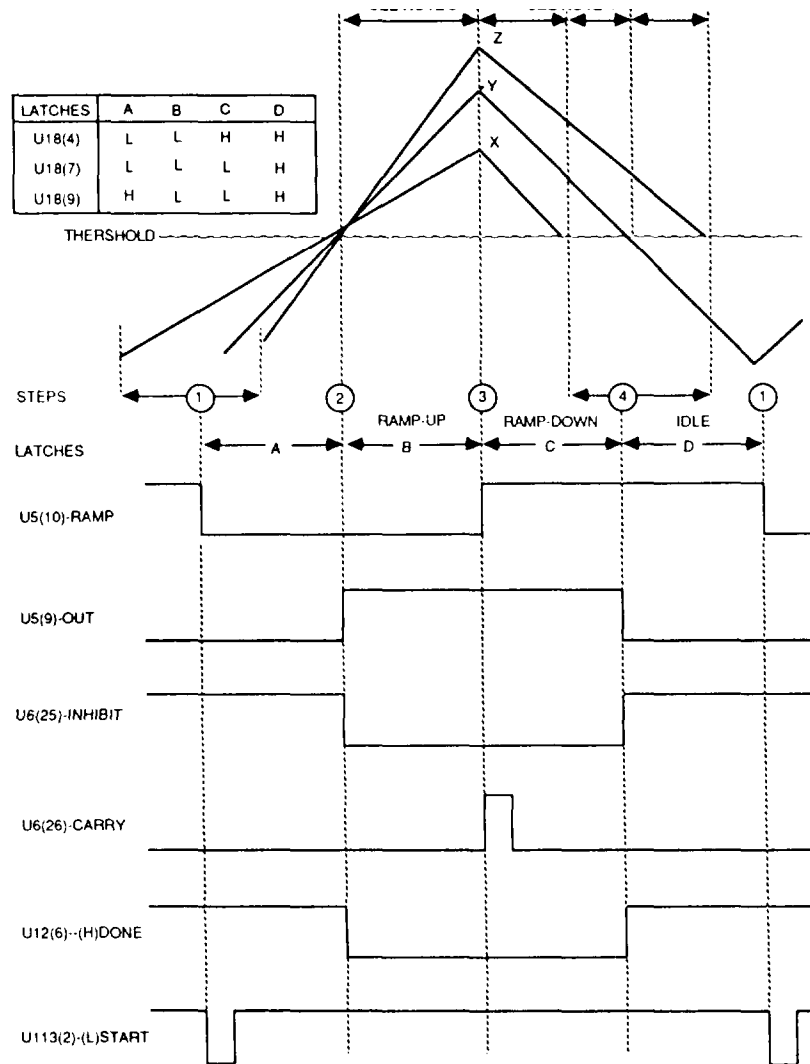 Z
Y
X
LATCHES A B C D
U18(4) L L H H
U18(7) L L L H
U18(9) H L L H
THERSHOLD
STEPS 1 2 3 4 1
RAMP-UP RAMP-DOWN IDLE
LATCHES A B C D
U5(10)-RAMP
U5(9)-OUT
U6(25)-INHIBIT
U6(26)-CARRY
U12(6)--(H)DONE
U113(2)-(L)START